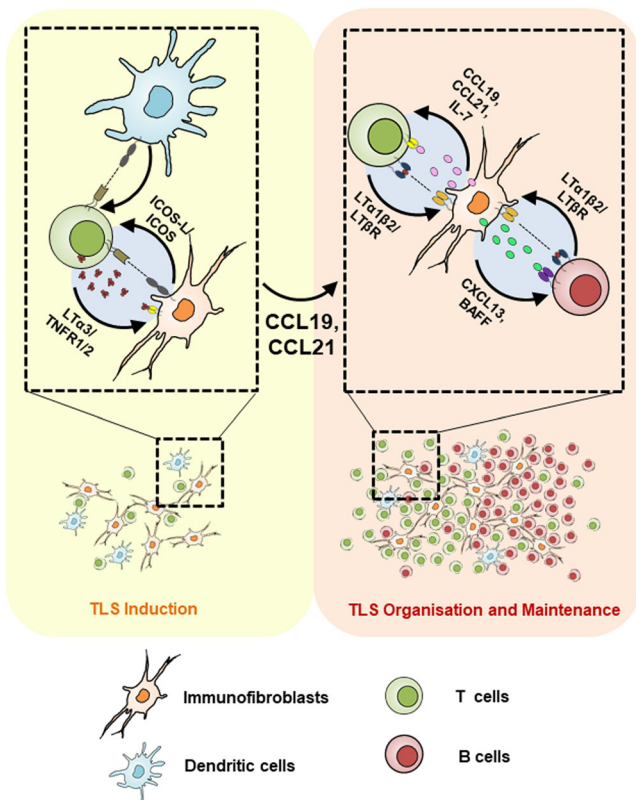 ICOS-L/
ICOS
LTα3/
TNFR1/2
CCL19,
CCL21
CCL19,
CCL21,
IL-7
LTα1β2/
LTβR
LTα1β2/
LTβR
CXCL13,
BAFF
TLS Induction
TLS Organisation and Maintenance
Immunofibroblasts
T cells
Dendritic cells
B cells